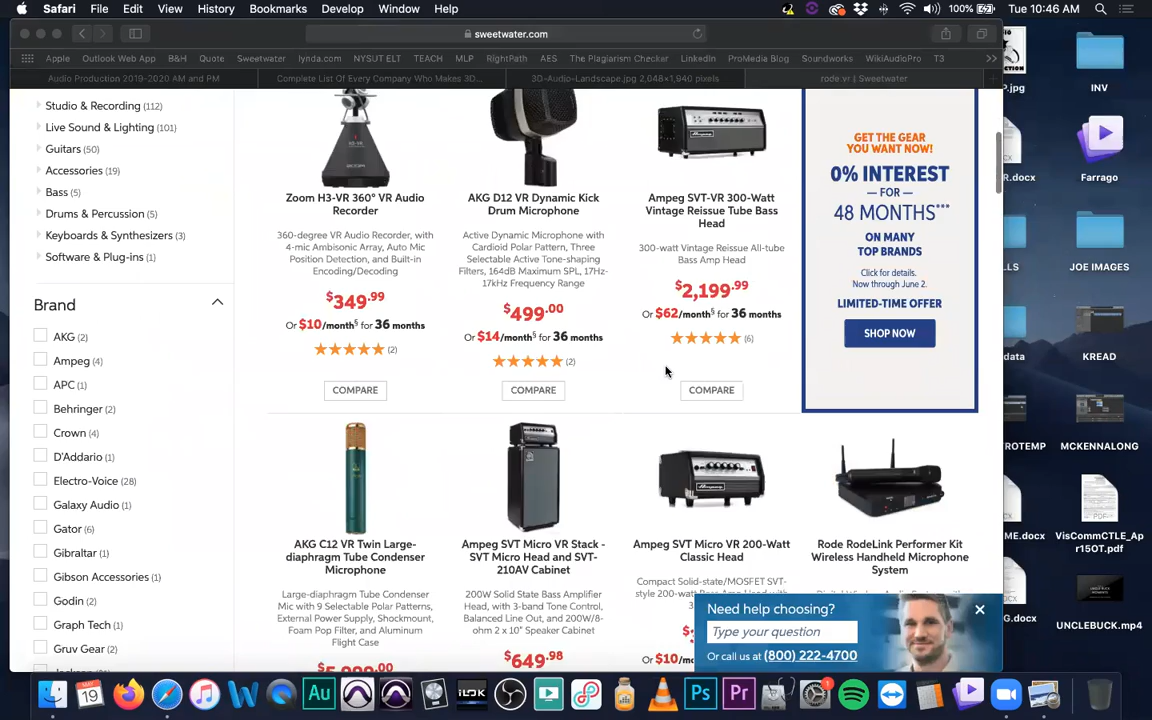 Safari File Edit View History Bookmarks Develop Window Help 100% Tue 10:46 AM
sweetwater.com
Apple Outlook Web App B&H Quote Sweetwater lynda.com NYSUT ELT TEACH MLP RightPath AES The Plagiarism Checker LinkedIn ProMedia Blog Soundworks WikiAudioPro T3
Audio Production 2019-2020 AM and PM
Complete List Of Every Company Who Makes 3D...
3D-Audio-Landscape.jpg 2,048×1,940 pixels
rode vr | Sweetwater
Studio & Recording (112)
Live Sound & Lighting (101)
Guitars (50)
Accessories (19)
Bass (5)
Drums & Percussion (5)
Keyboards & Synthesizers (3)
Software & Plug-ins (1)
Brand
AKG (2)
Ampeg (4)
APC (1)
Behringer (2)
Crown (4)
D'Addario (1)
Electro-Voice (28)
Galaxy Audio (1)
Gator (6)
Gibraltar (1)
Gibson Accessories (1)
Godin (2)
Graph Tech (1)
Gruv Gear (2)
Zoom H3-VR 360° VR Audio
Recorder
360-degree VR Audio Recorder, with
4-mic Ambisonic Array, Auto Mic
Position Detection, and Built-in
Encoding/Decoding
$349.99
Or $10/month§ for 36 months
(2)
COMPARE
AKG D12 VR Dynamic Kick
Drum Microphone
Active Dynamic Microphone with
Cardioid Polar Pattern, Three
Selectable Active Tone-shaping
Filters, 164dB Maximum SPL, 17Hz-
17kHz Frequency Range
$499.00
Or $14/month§ for 36 months
(2)
COMPARE
Ampeg SVT-VR 300-Watt
Vintage Reissue Tube Bass
Head
300-watt Vintage Reissue All-tube
Bass Amp Head
$2,199.99
Or $62/month§ for 36 months
(6)
COMPARE
GET THE GEAR
YOU WANT NOW!
0% INTEREST
— FOR —
48 MONTHS***
ON MANY
TOP BRANDS
Click for details.
Now through June 2.
LIMITED-TIME OFFER
SHOP NOW
AKG C12 VR Twin Large-
diaphragm Tube Condenser
Microphone
Large-diaphragm Tube Condenser
Mic with 9 Selectable Polar Patterns,
External Power Supply, Shockmount,
Foam Pop Filter, and Aluminum
Flight Case
Ampeg SVT Micro VR Stack -
SVT Micro Head and SVT-
210AV Cabinet
200W Solid State Bass Amplifier
Head, with 3-band Tone Control,
Balanced Line Out, and 200W/8-
ohm 2 x 10" Speaker Cabinet
$649.98
Ampeg SVT Micro VR 200-Watt
Classic Head
Compact Solid-state/MOSFET SVT-
Or $10/mo
Rode RodeLink Performer Kit
Wireless Handheld Microphone
System
Need help choosing?
Type your question
Or call us at (800) 222-4700
INV
Farrago
JOE IMAGES
KREAD
MCKENNALONG
VisCommCTLE_Ap
r15OT.pdf
UNCLEBUCK.mp4
19
Au
Ps
Pr
1